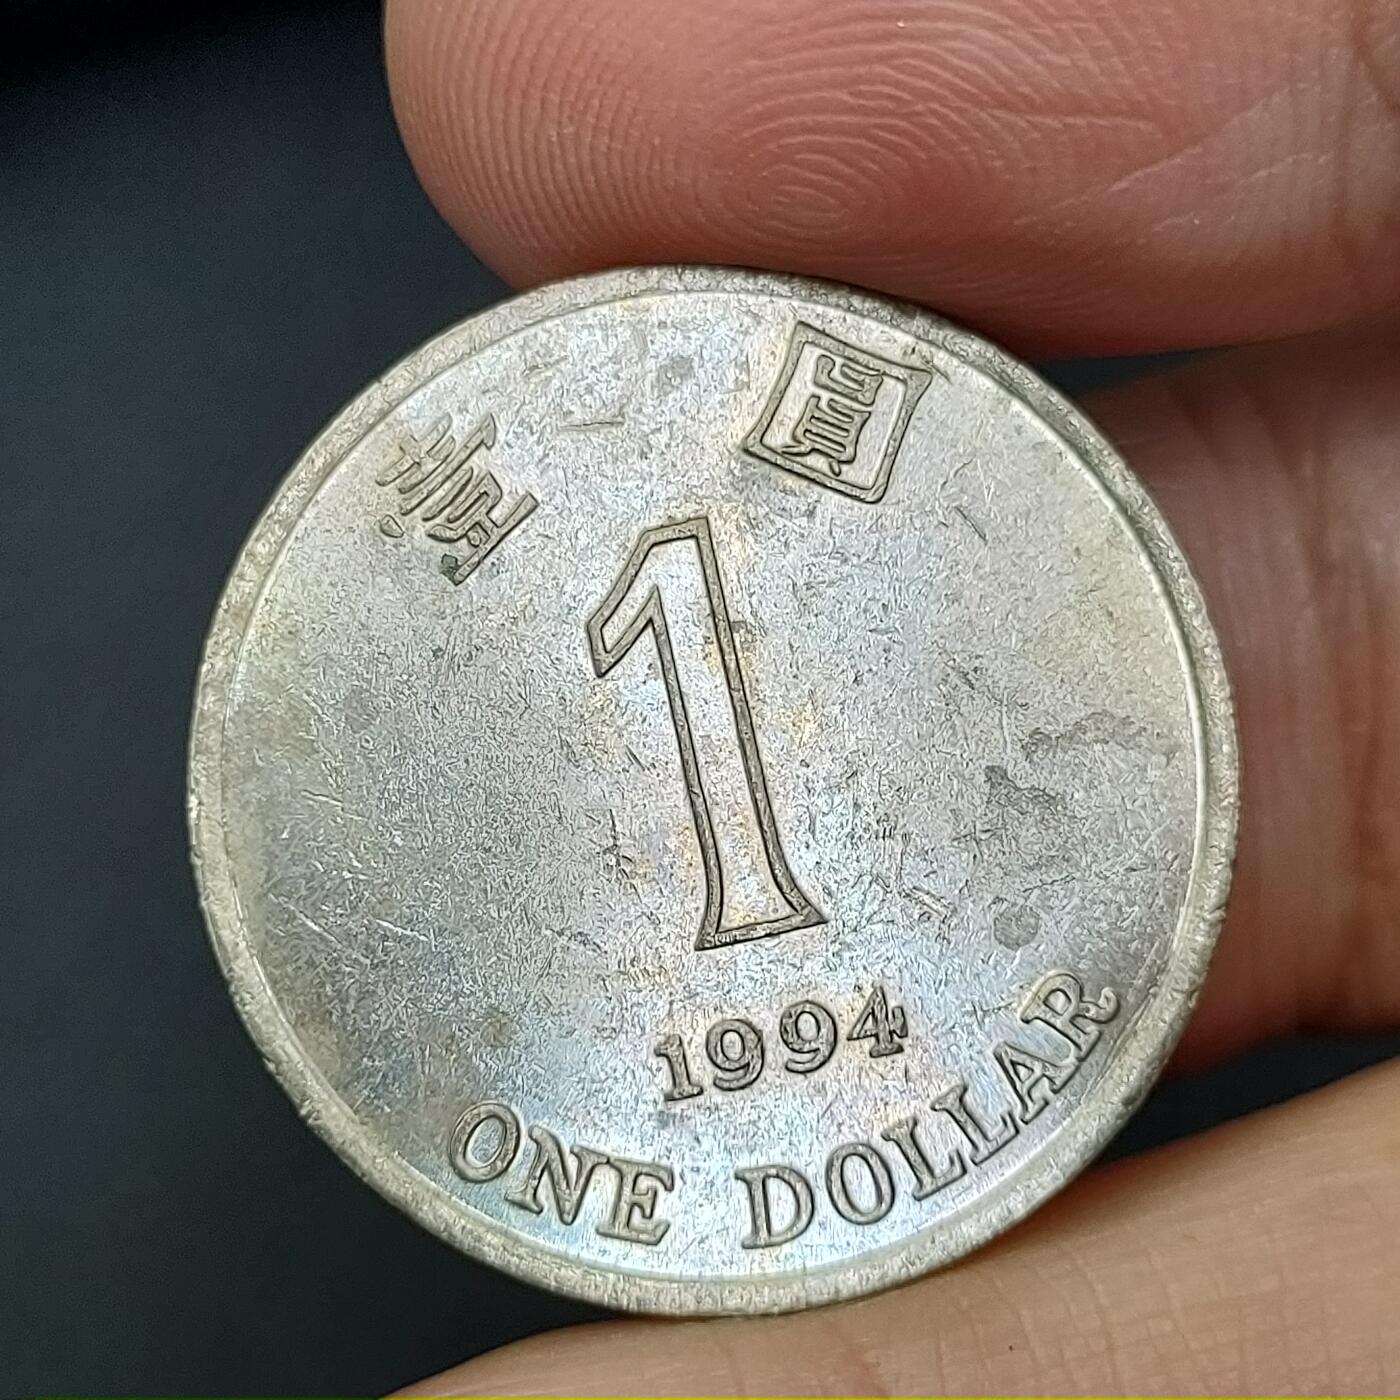 壹 圓
1
1994
ONE DOLLAR